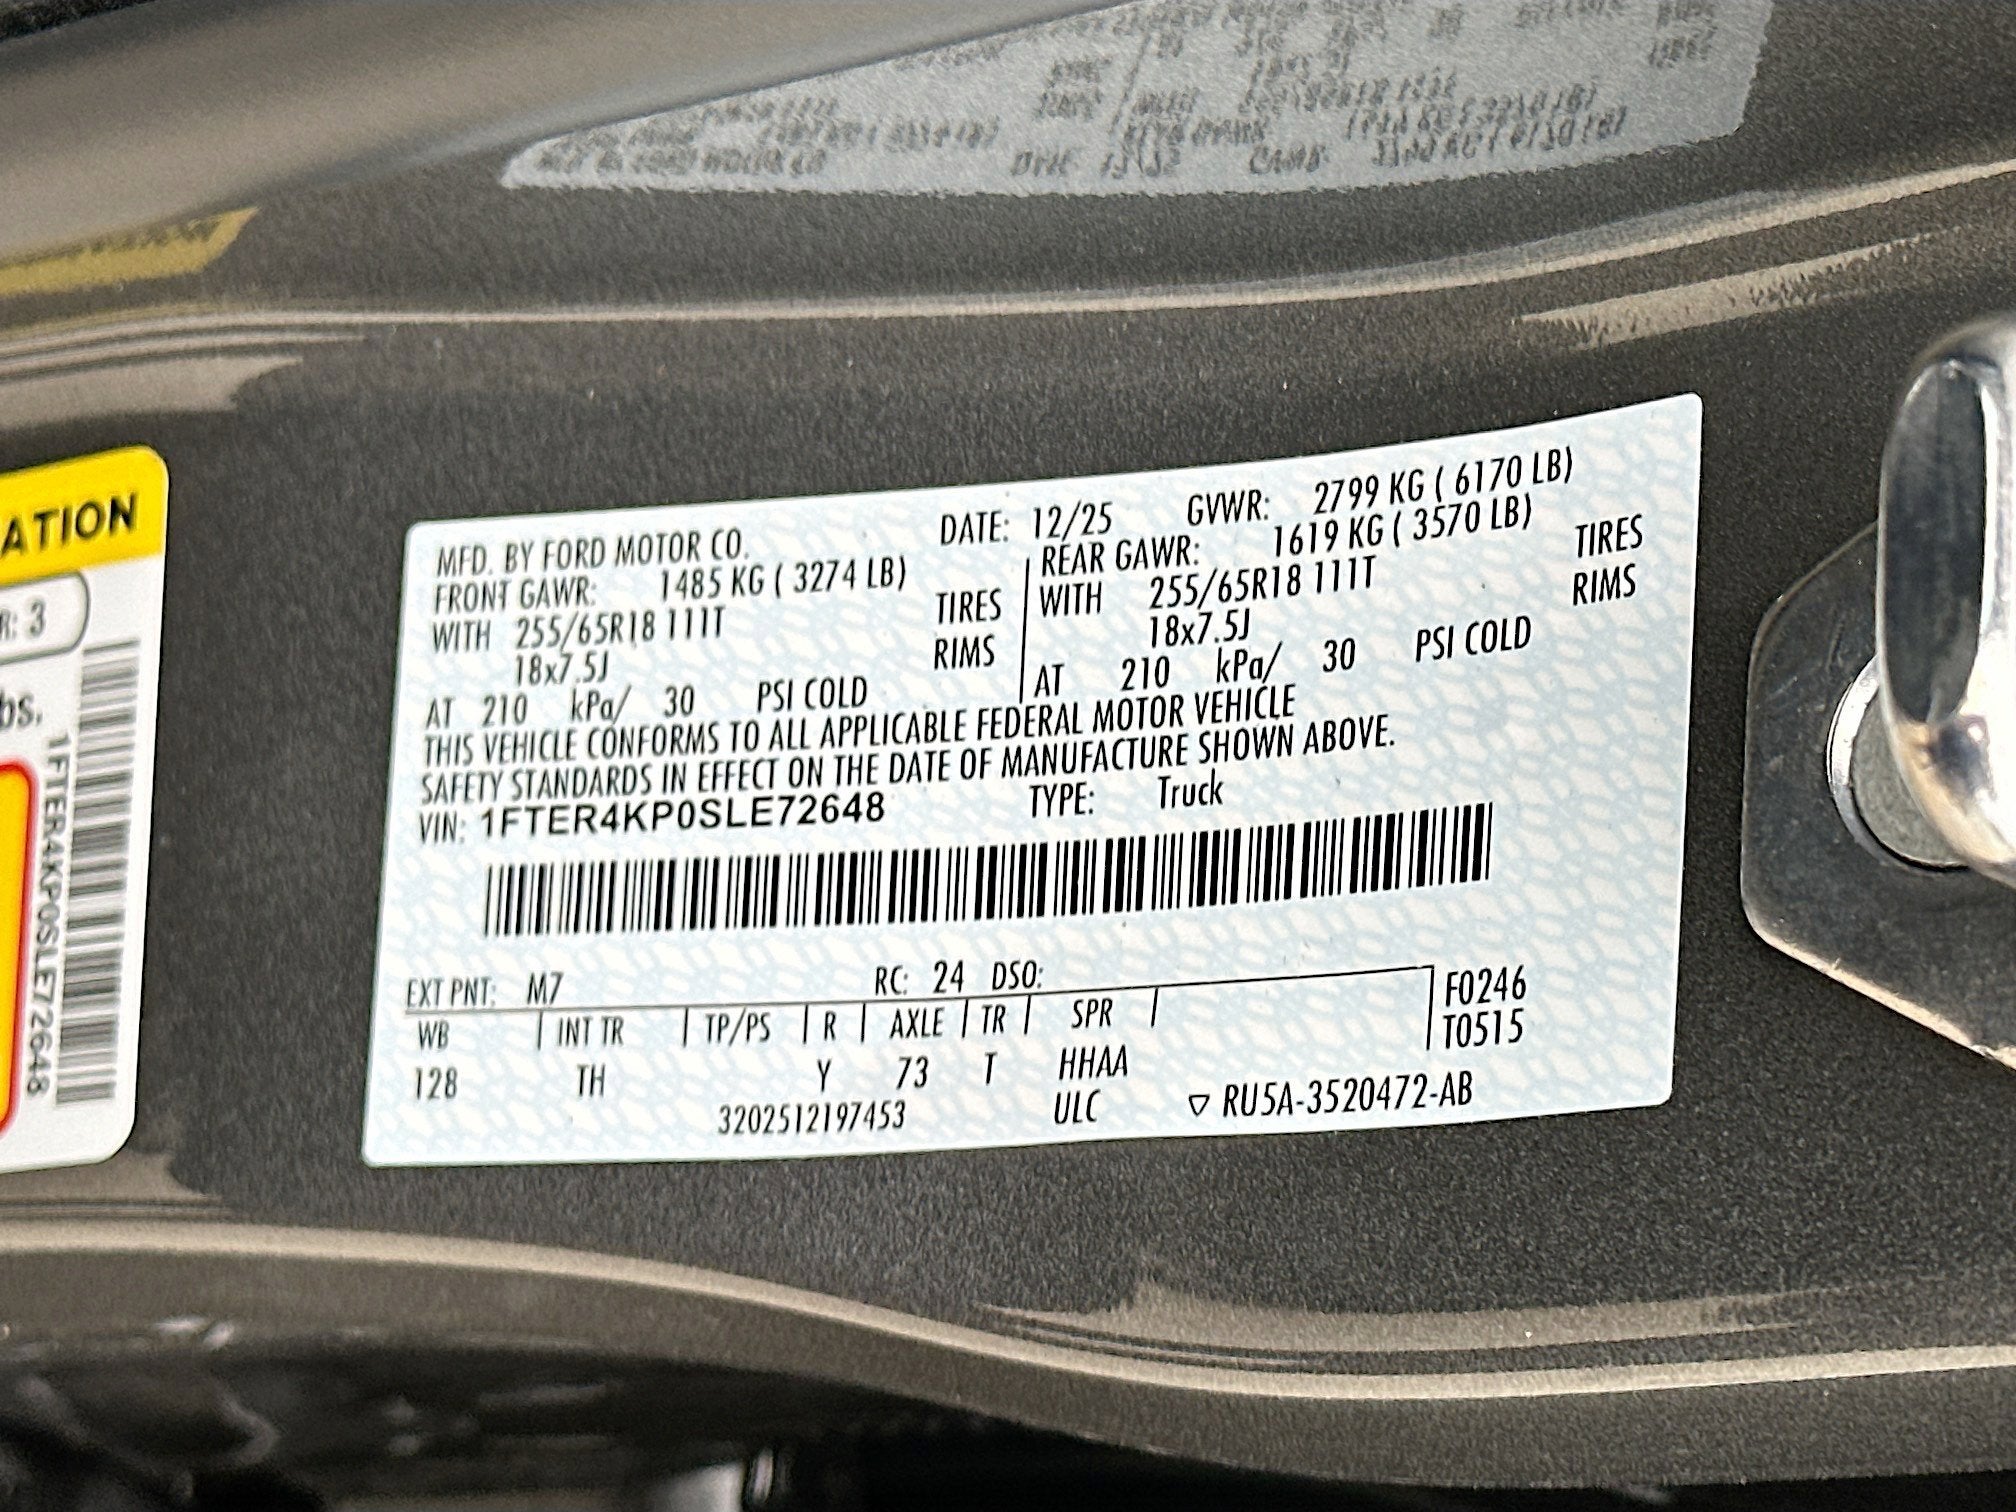 MFD. BY FORD MOTOR CO. DATE: 12/25 GVWR: 2799 KG ( 6170 LB)
FRONT GAWR: 1485 KG ( 3274 LB) REAR GAWR: 1619 KG ( 3570 LB)
WITH 255/65R18 111T TIRES WITH 255/65R18 111T TIRES
18x7.5J RIMS 18x7.5J RIMS
AT 210 kPa/ 30 PSI COLD AT 210 kPa/ 30 PSI COLD
THIS VEHICLE CONFORMS TO ALL APPLICABLE FEDERAL MOTOR VEHICLE
SAFETY STANDARDS IN EFFECT ON THE DATE OF MANUFACTURE SHOWN ABOVE.
VIN: 1FTER4KP0SLE72648 TYPE: Truck
EXT PNT: M7 RC: 24 DSO: F0246
WB INT TR TP/PS R AXLE TR SPR T0515
128 TH Y 73 T HHAA
3202512197453 ULC ▽ RU5A-3520472-AB
ATION
R: 3
bs.
1FTER4KP0SLE72648